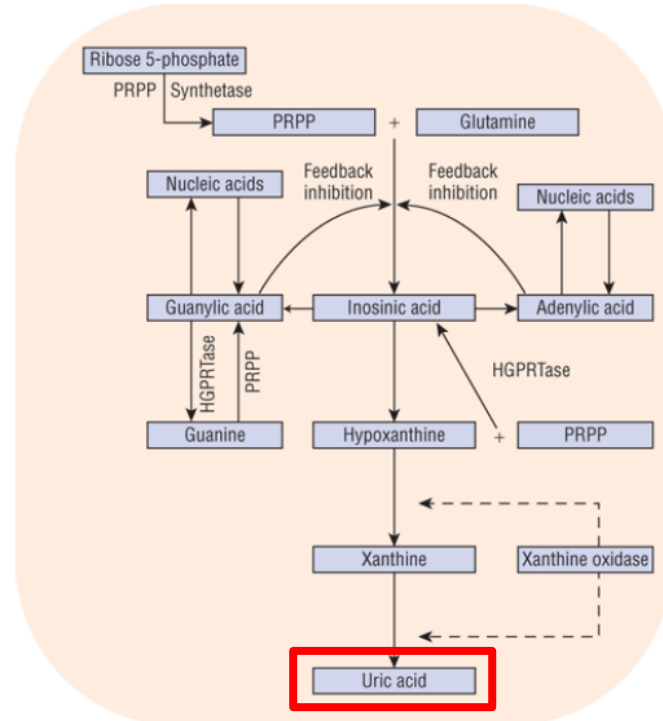 Ribose 5-phosphate
PRPP Synthetase
PRPP + Glutamine
Feedback
inhibition
Feedback
inhibition
Nucleic acids
Nucleic acids
Guanylic acid
Inosinic acid
Adenylic acid
HGPRTase
PRPP
HGPRTase
Guanine
Hypoxanthine + PRPP
Xanthine
Xanthine oxidase
Uric acid